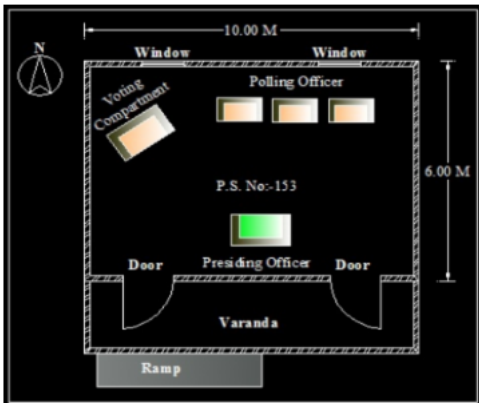 10.00 M
N
Window
Window
Voting
Compartment
Polling Officer
6.00 M
P.S. No:-153
Door
Presiding Officer
Door
Varanda
Ramp